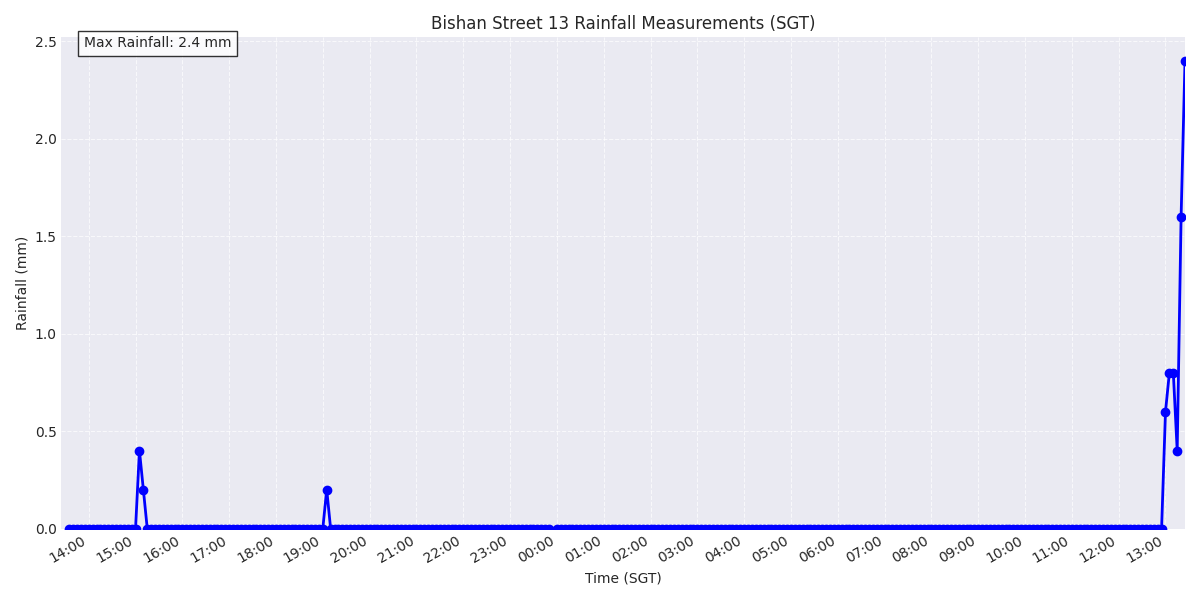 Bishan Street 13 Rainfall Measurements (SGT)
Max Rainfall: 2.4 mm
2.5
2.0
1.5
1.0
0.5
0.0
Rainfall (mm)
14:00 15:00 16:00 17:00 18:00 19:00 20:00 21:00 22:00 23:00 00:00 01:00 02:00 03:00 04:00 05:00 06:00 07:00 08:00 09:00 10:00 11:00 12:00 13:00
Time (SGT)